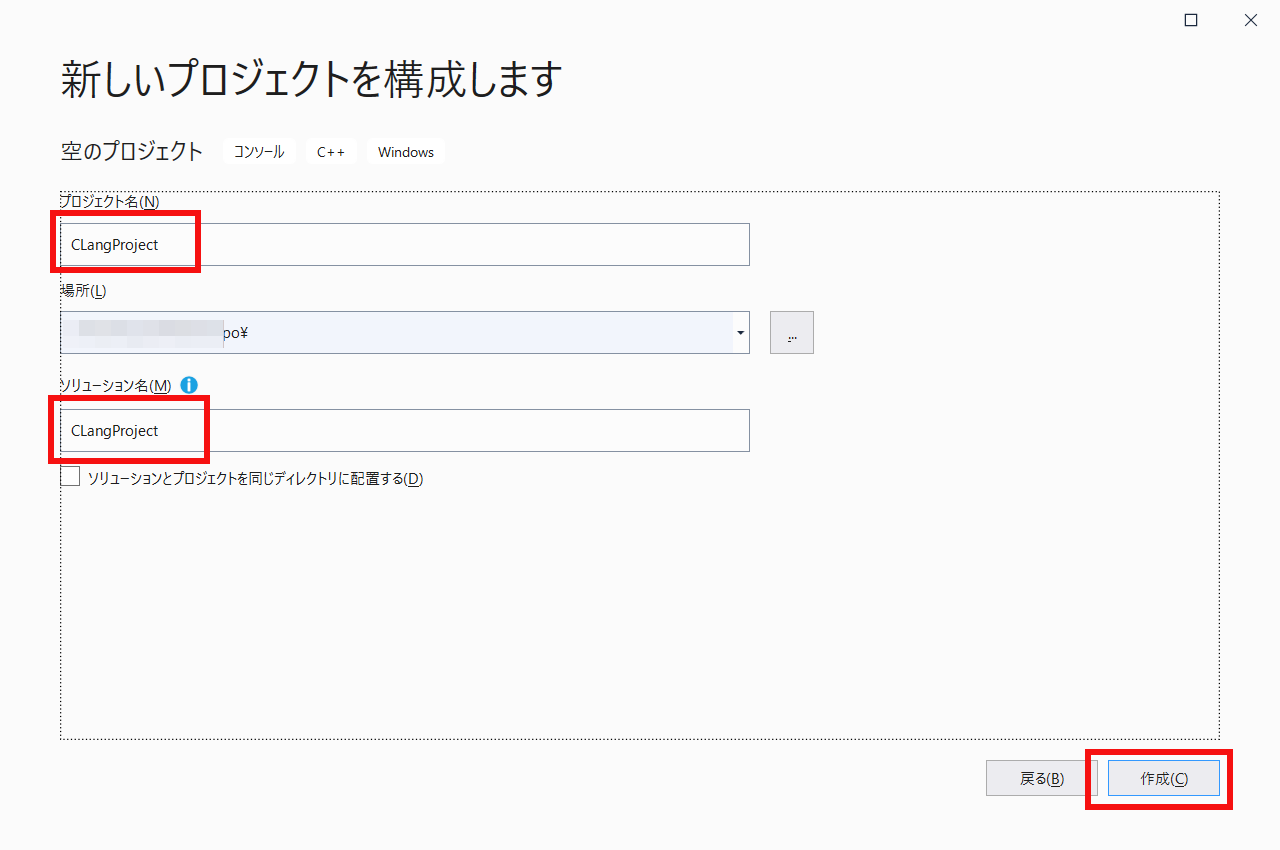 新しいプロジェクトを構成します
空のプロジェクト コンソール C++ Windows
プロジェクト名(N)
CLangProject
場所(L)
po¥
...
ソリューション名(M)
CLangProject
ソリューションとプロジェクトを同じディレクトリに配置する(D)
戻る(B) 作成(C)